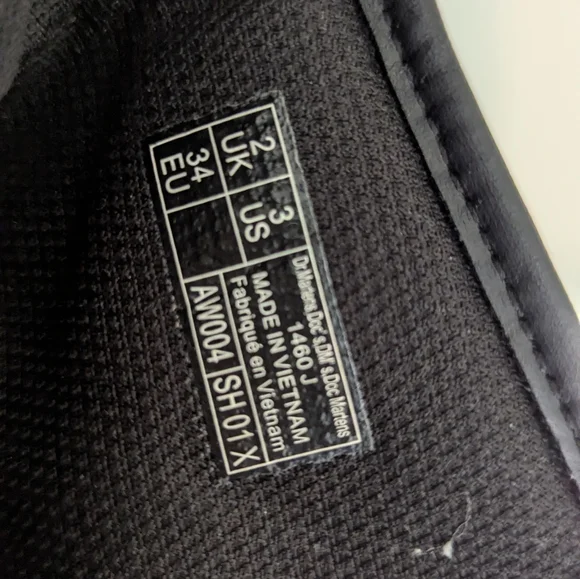 2 UK
3 US
34 EU
Dr.Martens.Doc's.DM's.Doc Martens
1460 J
MADE IN VIETNAM
Fabriqué en Vietnam
AW004 ISH 01 X